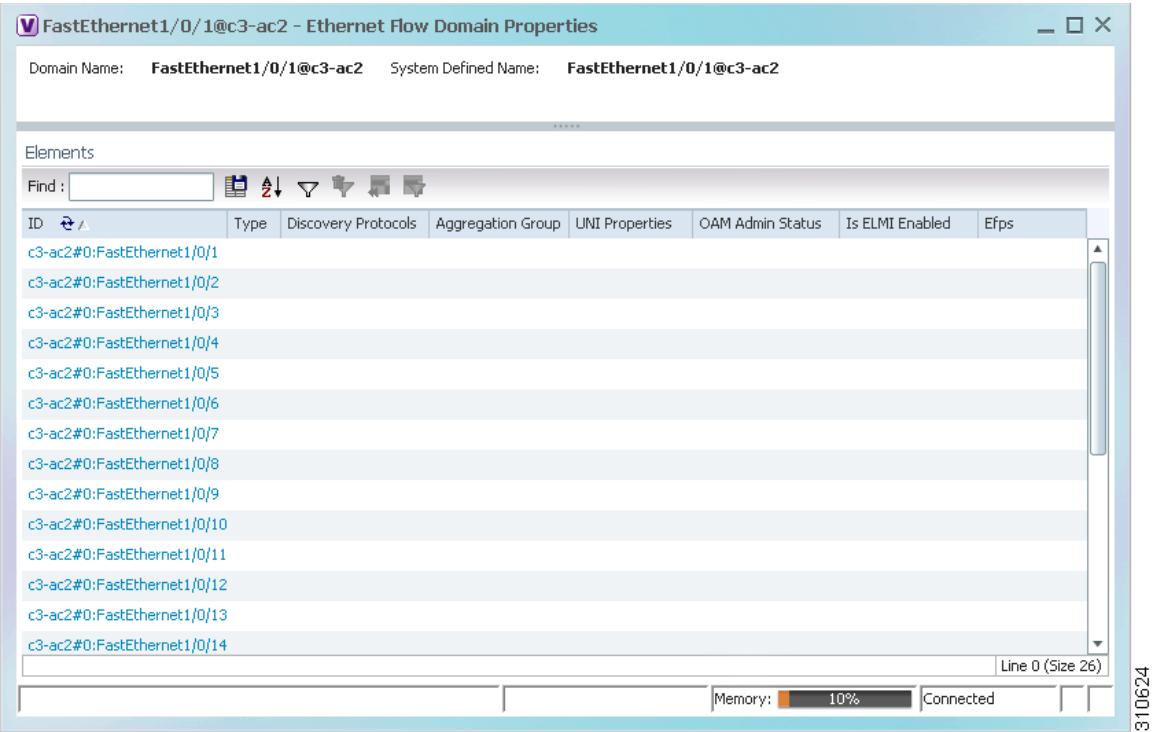 FastEthernet1/0/1@c3-ac2 - Ethernet Flow Domain Properties
Domain Name: FastEthernet1/0/1@c3-ac2 System Defined Name: FastEthernet1/0/1@c3-ac2
Elements
Find :
ID Type Discovery Protocols Aggregation Group UNI Properties OAM Admin Status Is ELMI Enabled Efps
c3-ac2#0:FastEthernet1/0/1
c3-ac2#0:FastEthernet1/0/2
c3-ac2#0:FastEthernet1/0/3
c3-ac2#0:FastEthernet1/0/4
c3-ac2#0:FastEthernet1/0/5
c3-ac2#0:FastEthernet1/0/6
c3-ac2#0:FastEthernet1/0/7
c3-ac2#0:FastEthernet1/0/8
c3-ac2#0:FastEthernet1/0/9
c3-ac2#0:FastEthernet1/0/10
c3-ac2#0:FastEthernet1/0/11
c3-ac2#0:FastEthernet1/0/12
c3-ac2#0:FastEthernet1/0/13
c3-ac2#0:FastEthernet1/0/14
Line 0 (Size 26)
Memory: 10% Connected
310624